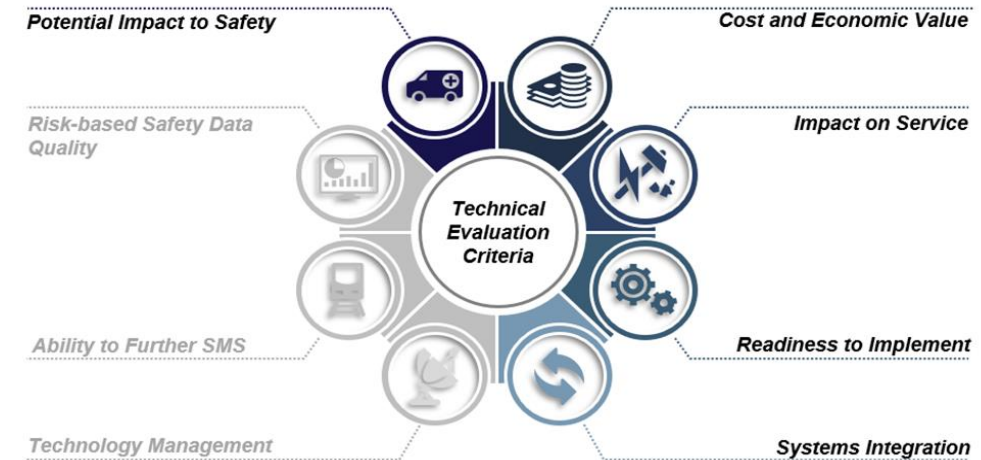 Potential Impact to Safety
Cost and Economic Value
Risk-based Safety Data
Quality
Impact on Service
Technical
Evaluation
Criteria
Ability to Further SMS
Readiness to Implement
Technology Management
Systems Integration